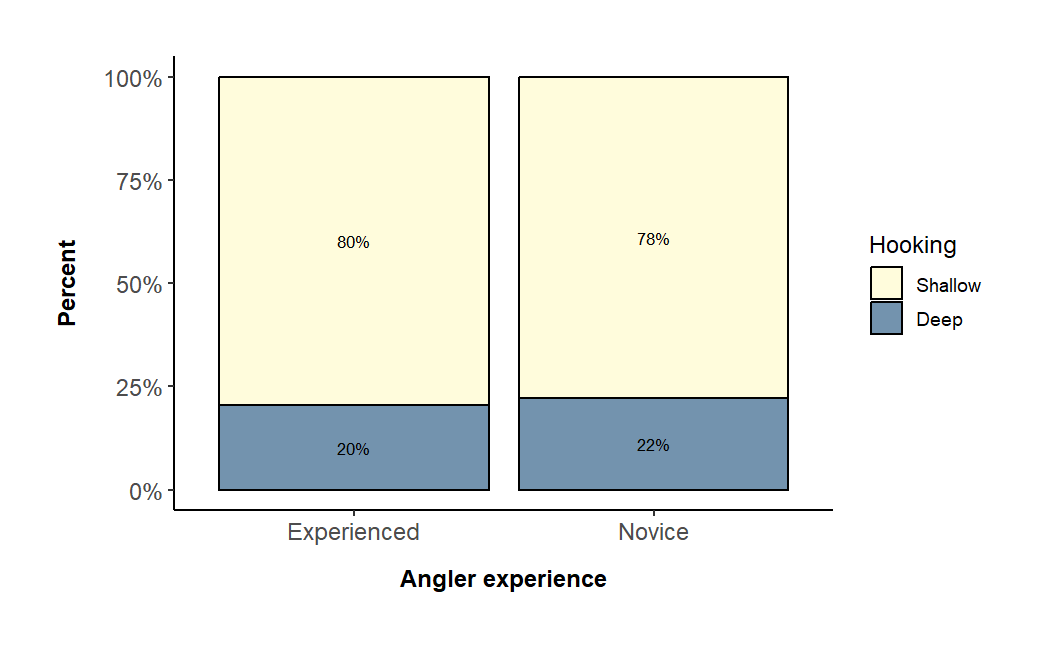 100%
75%
50%
25%
0%
Percent
80%
20%
78%
22%
Experienced
Novice
Angler experience
Hooking
Shallow
Deep